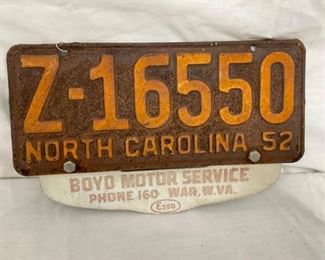 Z-16550
NORTH CAROLINA 52
BOYD MOTOR SERVICE
PHONE 160 WAR, W.VA.
Esso